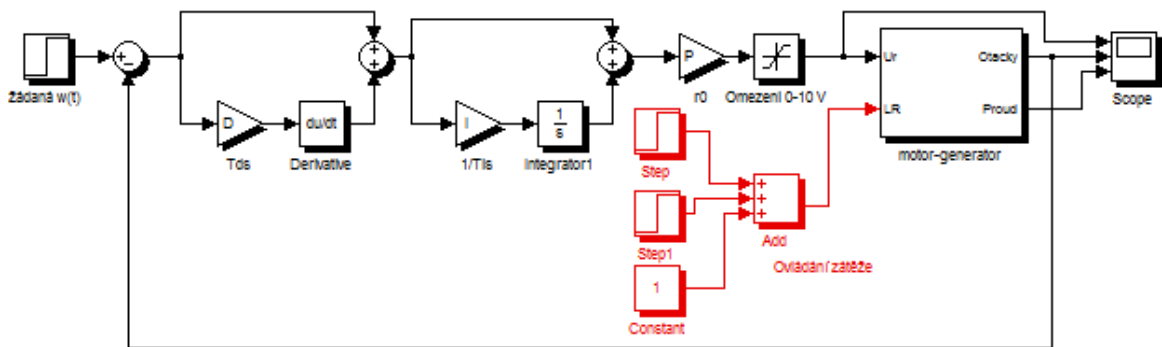 žádaná w(t)
+
−
D
Tds
du/dt
Derivative
+
+
I
1/TIs
1
s
Integrator1
+
+
P
r0
Omezení 0-10 V
Ur
LR
Otacky
Proud
motor-generator
Scope
Step
Step1
1
Constant
+
+
+
Add
Ovládání zátěže